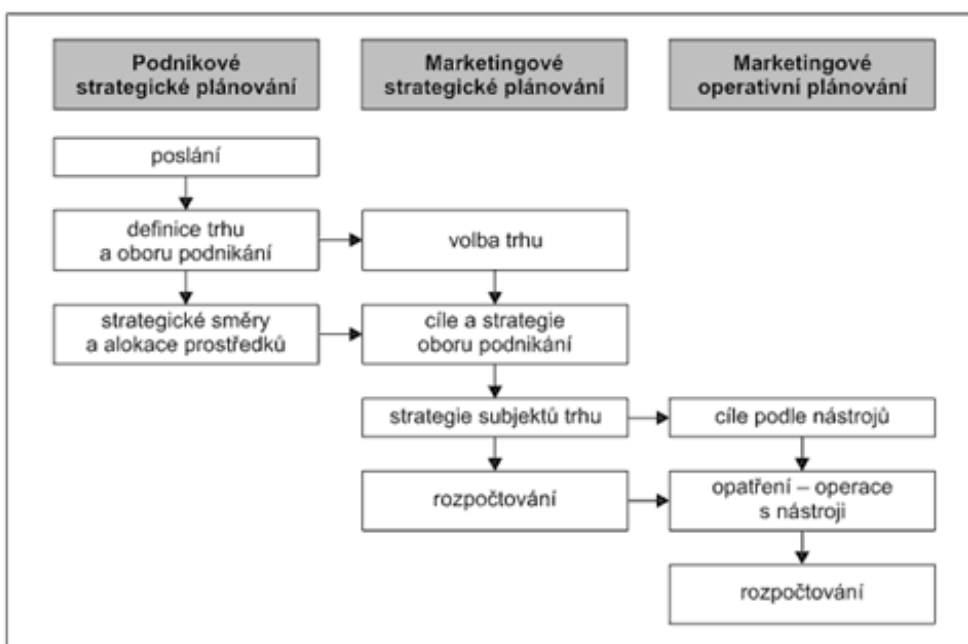 Podnikové
strategické plánování
Marketingové
strategické plánování
Marketingové
operativní plánování
poslání
definice trhu
a oboru podnikání
volba trhu
strategické směry
a alokace prostředků
cíle a strategie
oboru podnikání
strategie subjektů trhu
cíle podle nástrojů
rozpočtování
opatření – operace
s nástroji
rozpočtování